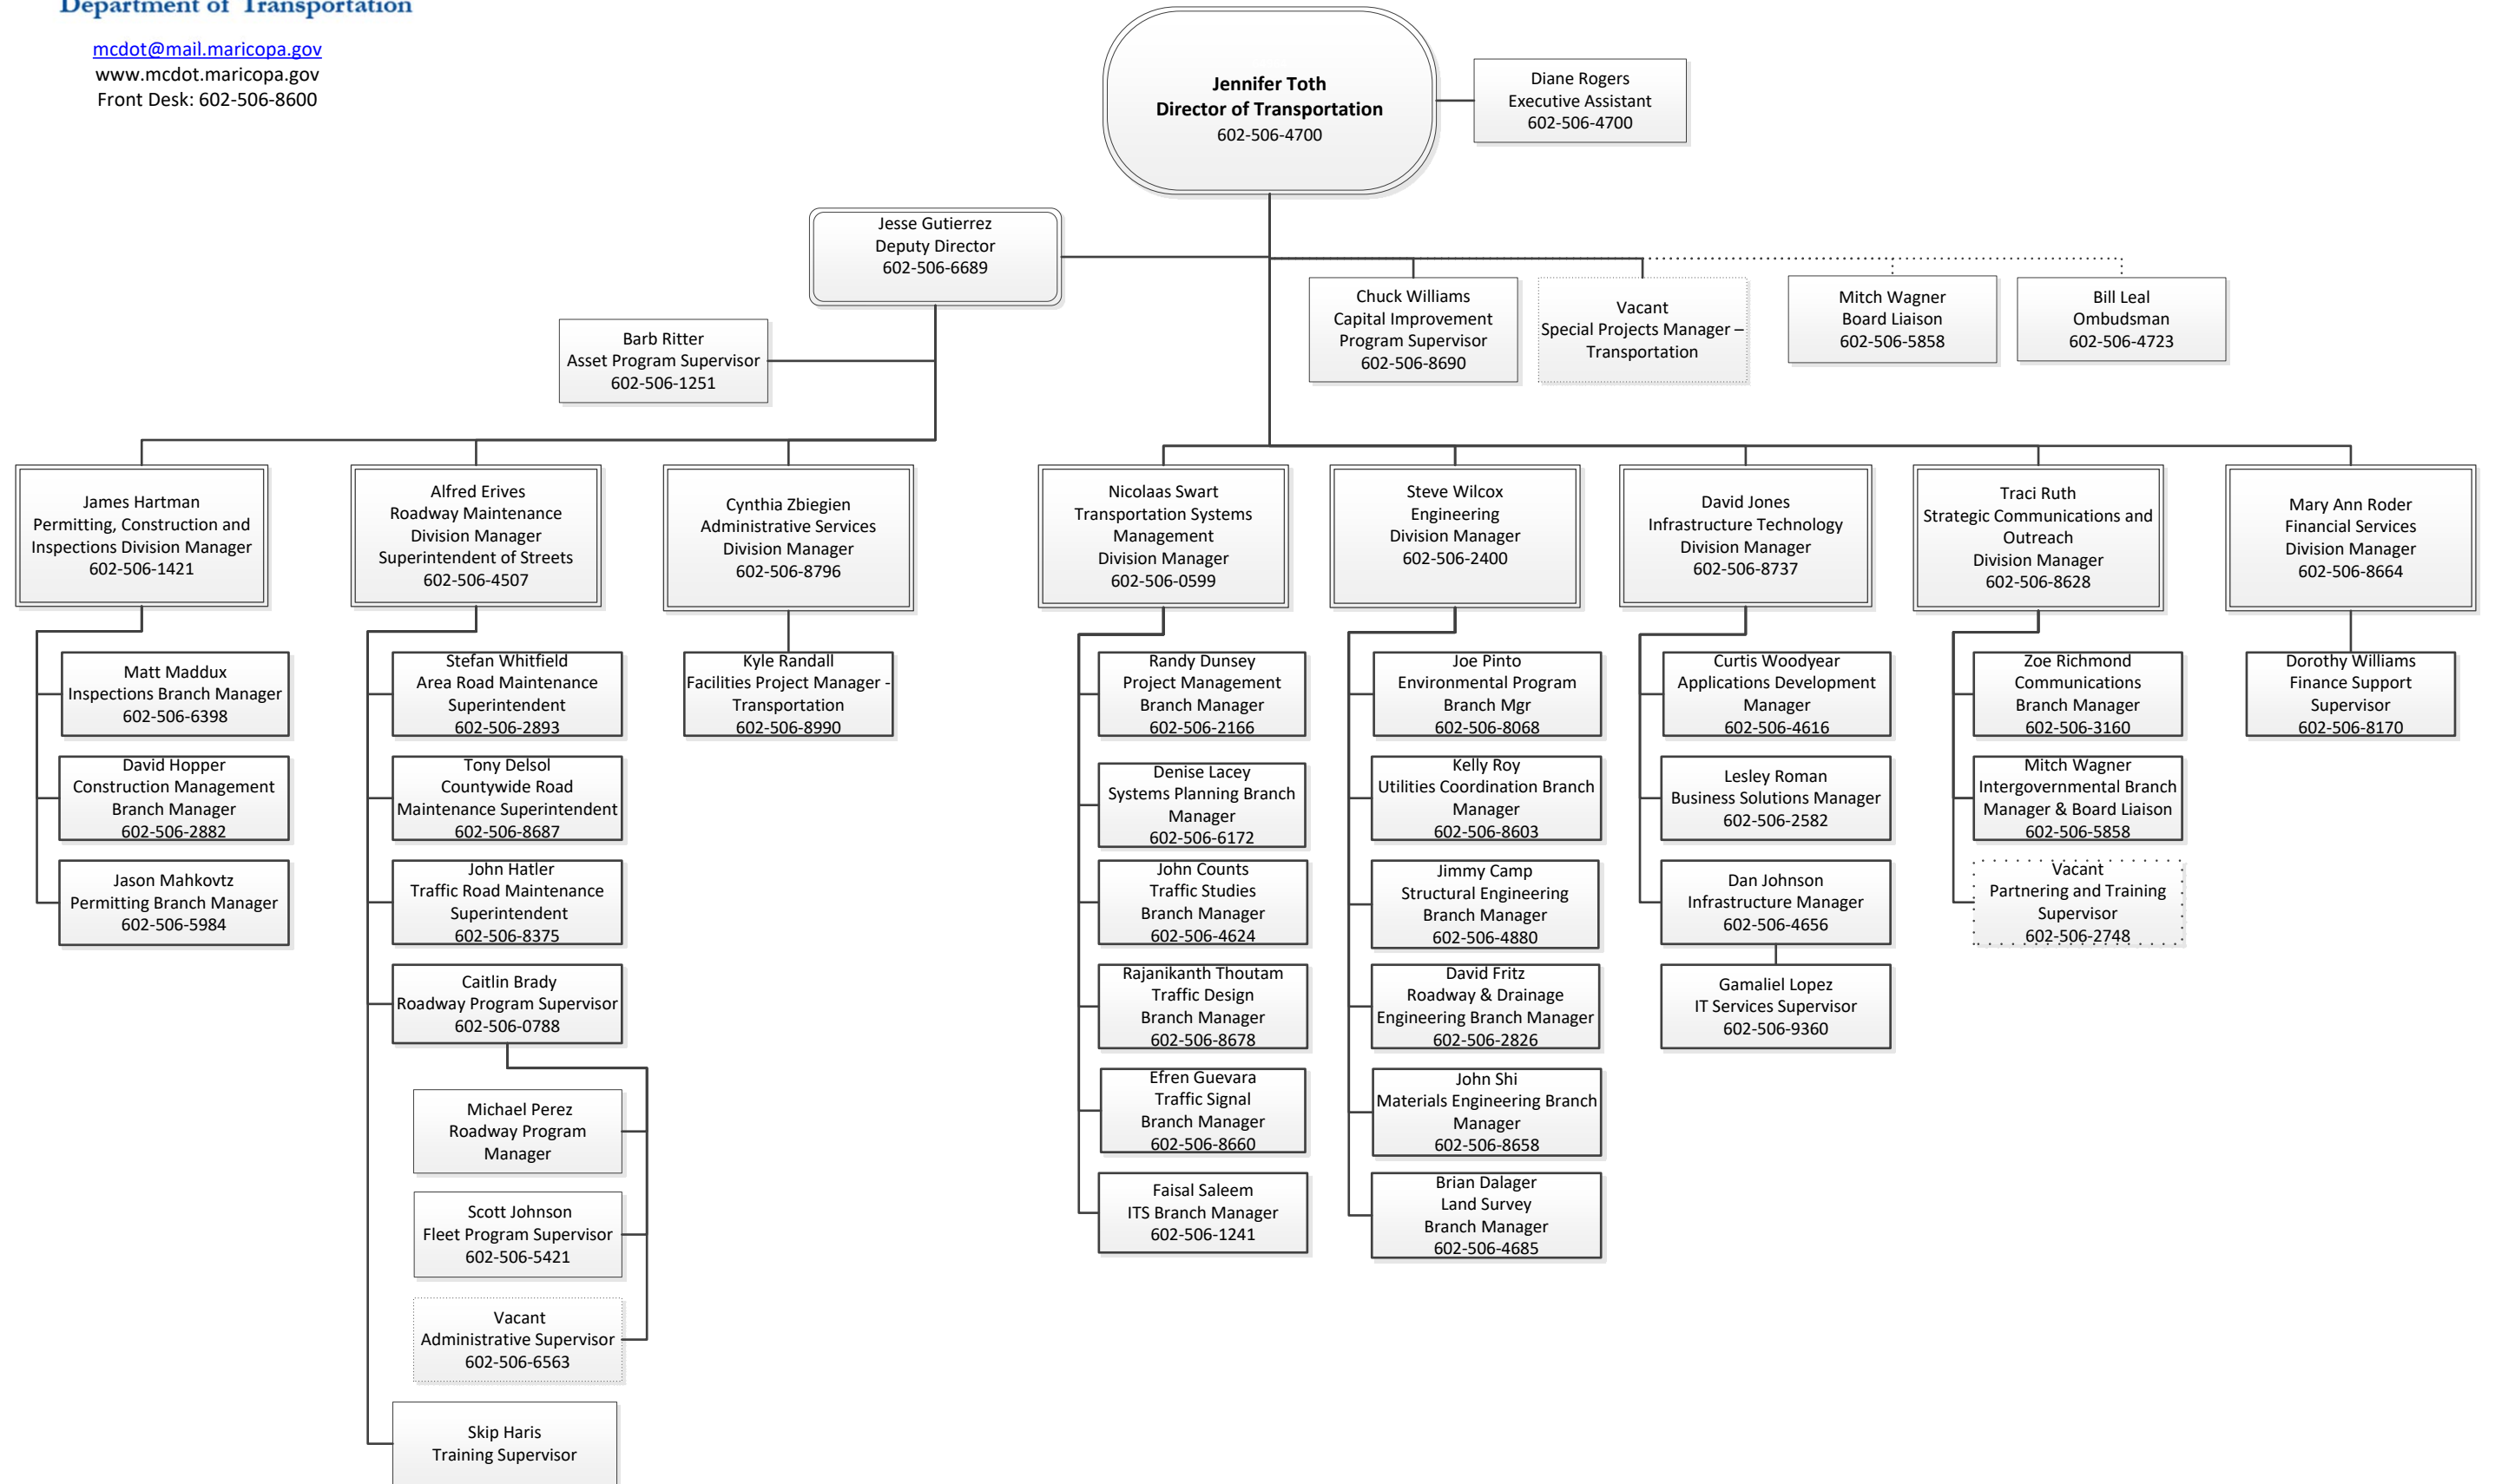 Department of Transportation
mcdot@mail.maricopa.gov
www.mcdot.maricopa.gov
Front Desk: 602-506-8600
Jennifer Toth
Director of Transportation
602-506-4700
Diane Rogers
Executive Assistant
602-506-4700
Jesse Gutierrez
Deputy Director
602-506-6689
Chuck Williams
Capital Improvement
Program Supervisor
602-506-8690
Vacant
Special Projects Manager –
Transportation
Mitch Wagner
Board Liaison
602-506-5858
Bill Leal
Ombudsman
602-506-4723
Barb Ritter
Asset Program Supervisor
602-506-1251
James Hartman
Permitting, Construction and
Inspections Division Manager
602-506-1421
Alfred Erives
Roadway Maintenance
Division Manager
Superintendent of Streets
602-506-4507
Cynthia Zbiegien
Administrative Services
Division Manager
602-506-8796
Nicolaas Swart
Transportation Systems
Management
Division Manager
602-506-0599
Steve Wilcox
Engineering
Division Manager
602-506-2400
David Jones
Infrastructure Technology
Division Manager
602-506-8737
Traci Ruth
Strategic Communications and
Outreach
Division Manager
602-506-8628
Mary Ann Roder
Financial Services
Division Manager
602-506-8664
Matt Maddux
Inspections Branch Manager
602-506-6398
David Hopper
Construction Management
Branch Manager
602-506-2882
Jason Mahkovtz
Permitting Branch Manager
602-506-5984
Stefan Whitfield
Area Road Maintenance
Superintendent
602-506-2893
Tony Delsol
Countywide Road
Maintenance Superintendent
602-506-8687
John Hatler
Traffic Road Maintenance
Superintendent
602-506-8375
Caitlin Brady
Roadway Program Supervisor
602-506-0788
Michael Perez
Roadway Program
Manager
Scott Johnson
Fleet Program Supervisor
602-506-5421
Vacant
Administrative Supervisor
602-506-6563
Skip Haris
Training Supervisor
Kyle Randall
Facilities Project Manager -
Transportation
602-506-8990
Randy Dunsey
Project Management
Branch Manager
602-506-2166
Denise Lacey
Systems Planning Branch
Manager
602-506-6172
John Counts
Traffic Studies
Branch Manager
602-506-4624
Rajanikanth Thoutam
Traffic Design
Branch Manager
602-506-8678
Efren Guevara
Traffic Signal
Branch Manager
602-506-8660
Faisal Saleem
ITS Branch Manager
602-506-1241
Joe Pinto
Environmental Program
Branch Mgr
602-506-8068
Kelly Roy
Utilities Coordination Branch
Manager
602-506-8603
Jimmy Camp
Structural Engineering
Branch Manager
602-506-4880
David Fritz
Roadway & Drainage
Engineering Branch Manager
602-506-2826
John Shi
Materials Engineering Branch
Manager
602-506-8658
Brian Dalager
Land Survey
Branch Manager
602-506-4685
Curtis Woodyear
Applications Development
Manager
602-506-4616
Lesley Roman
Business Solutions Manager
602-506-2582
Dan Johnson
Infrastructure Manager
602-506-4656
Gamaliel Lopez
IT Services Supervisor
602-506-9360
Zoe Richmond
Communications
Branch Manager
602-506-3160
Mitch Wagner
Intergovernmental Branch
Manager & Board Liaison
602-506-5858
Vacant
Partnering and Training
Supervisor
602-506-2748
Dorothy Williams
Finance Support
Supervisor
602-506-8170